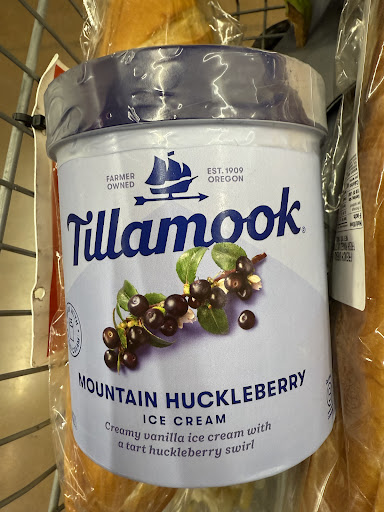 FARMER
OWNED
EST. 1909
OREGON
Tillamook
MOUNTAIN HUCKLEBERRY
ICE CREAM
Creamy vanilla ice cream with
a tart huckleberry swirl